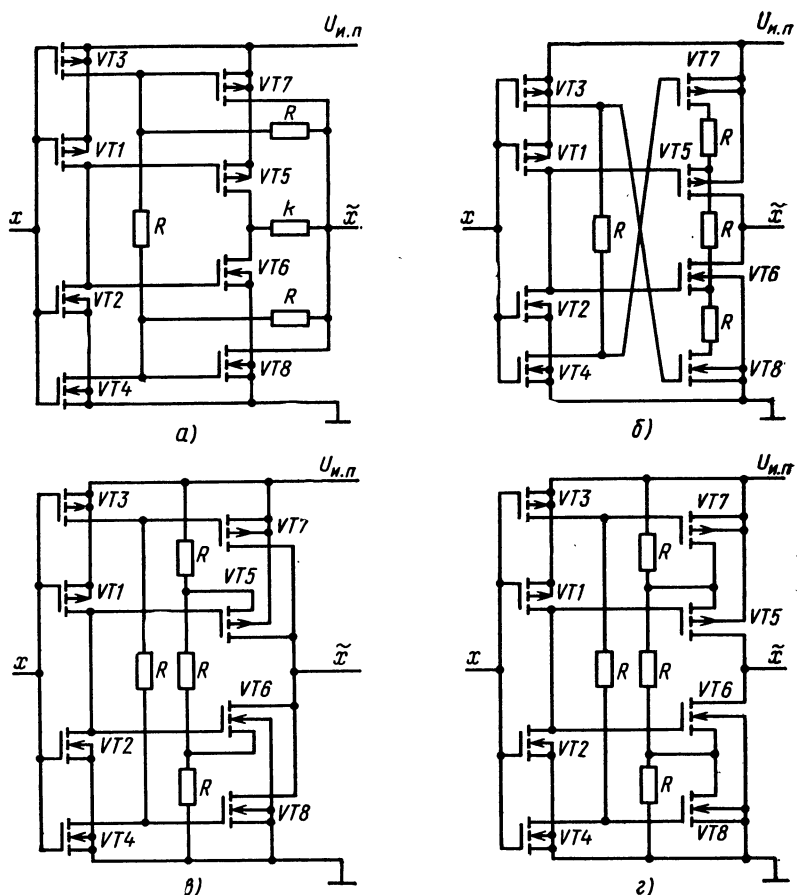 U и.п
VT3
VT7
R
VT1
VT5
x
R
k
x̃
VT6
VT2
R
VT4
VT8
а)
U и.п
VT7
VT3
R
VT1
VT5
x
R
R
x̃
VT6
VT2
R
VT4
VT8
б)
U и.п
VT3
VT7
R
VT5
VT1
x
R
R
x̃
VT6
VT2
R
VT8
VT4
в)
U и.п
VT3
VT7
R
VT1
VT5
x
R
R
x̃
VT6
VT2
R
VT4
VT8
г)